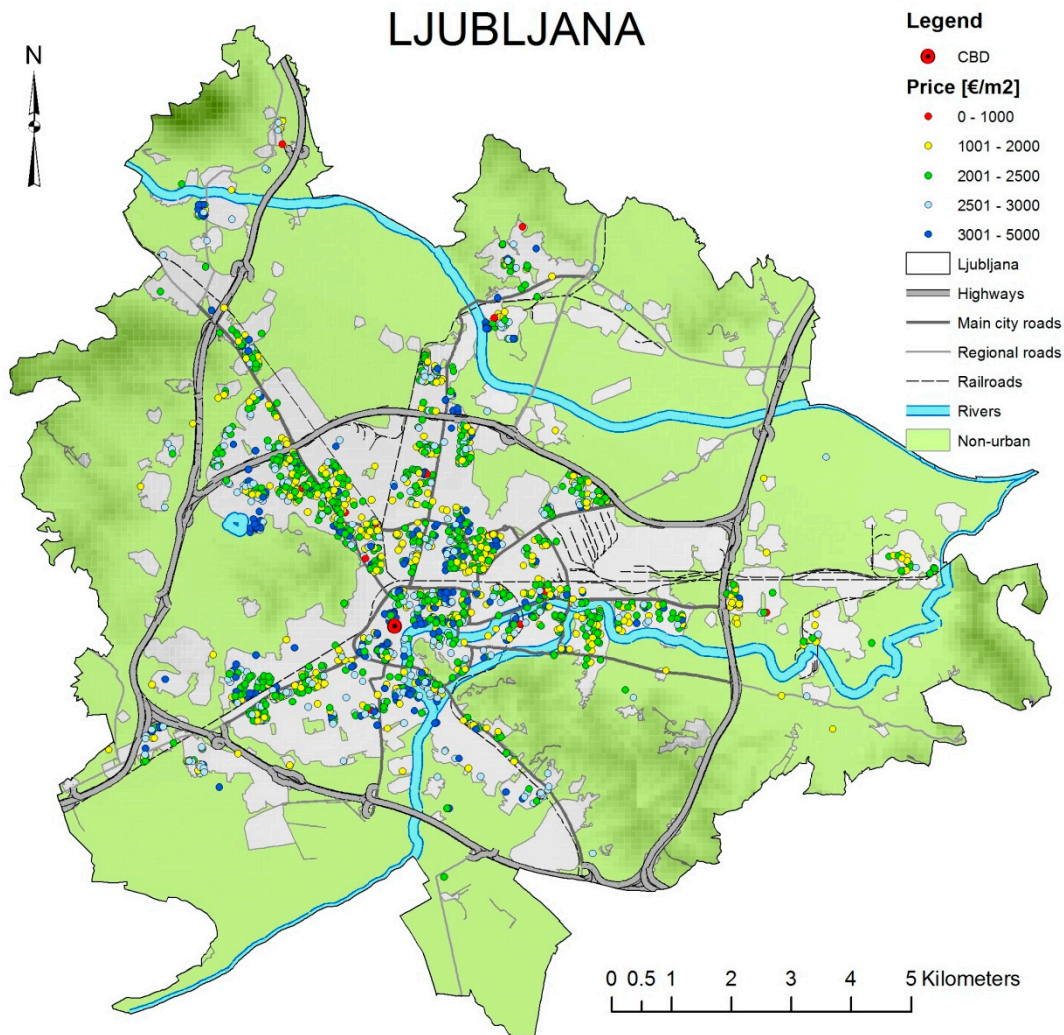 LJUBLJANA
N
Legend
CBD
Price [€/m2]
0 - 1000
1001 - 2000
2001 - 2500
2501 - 3000
3001 - 5000
Ljubljana
Highways
Main city roads
Regional roads
Railroads
Rivers
Non-urban
0 0.5 1 2 3 4 5 Kilometers